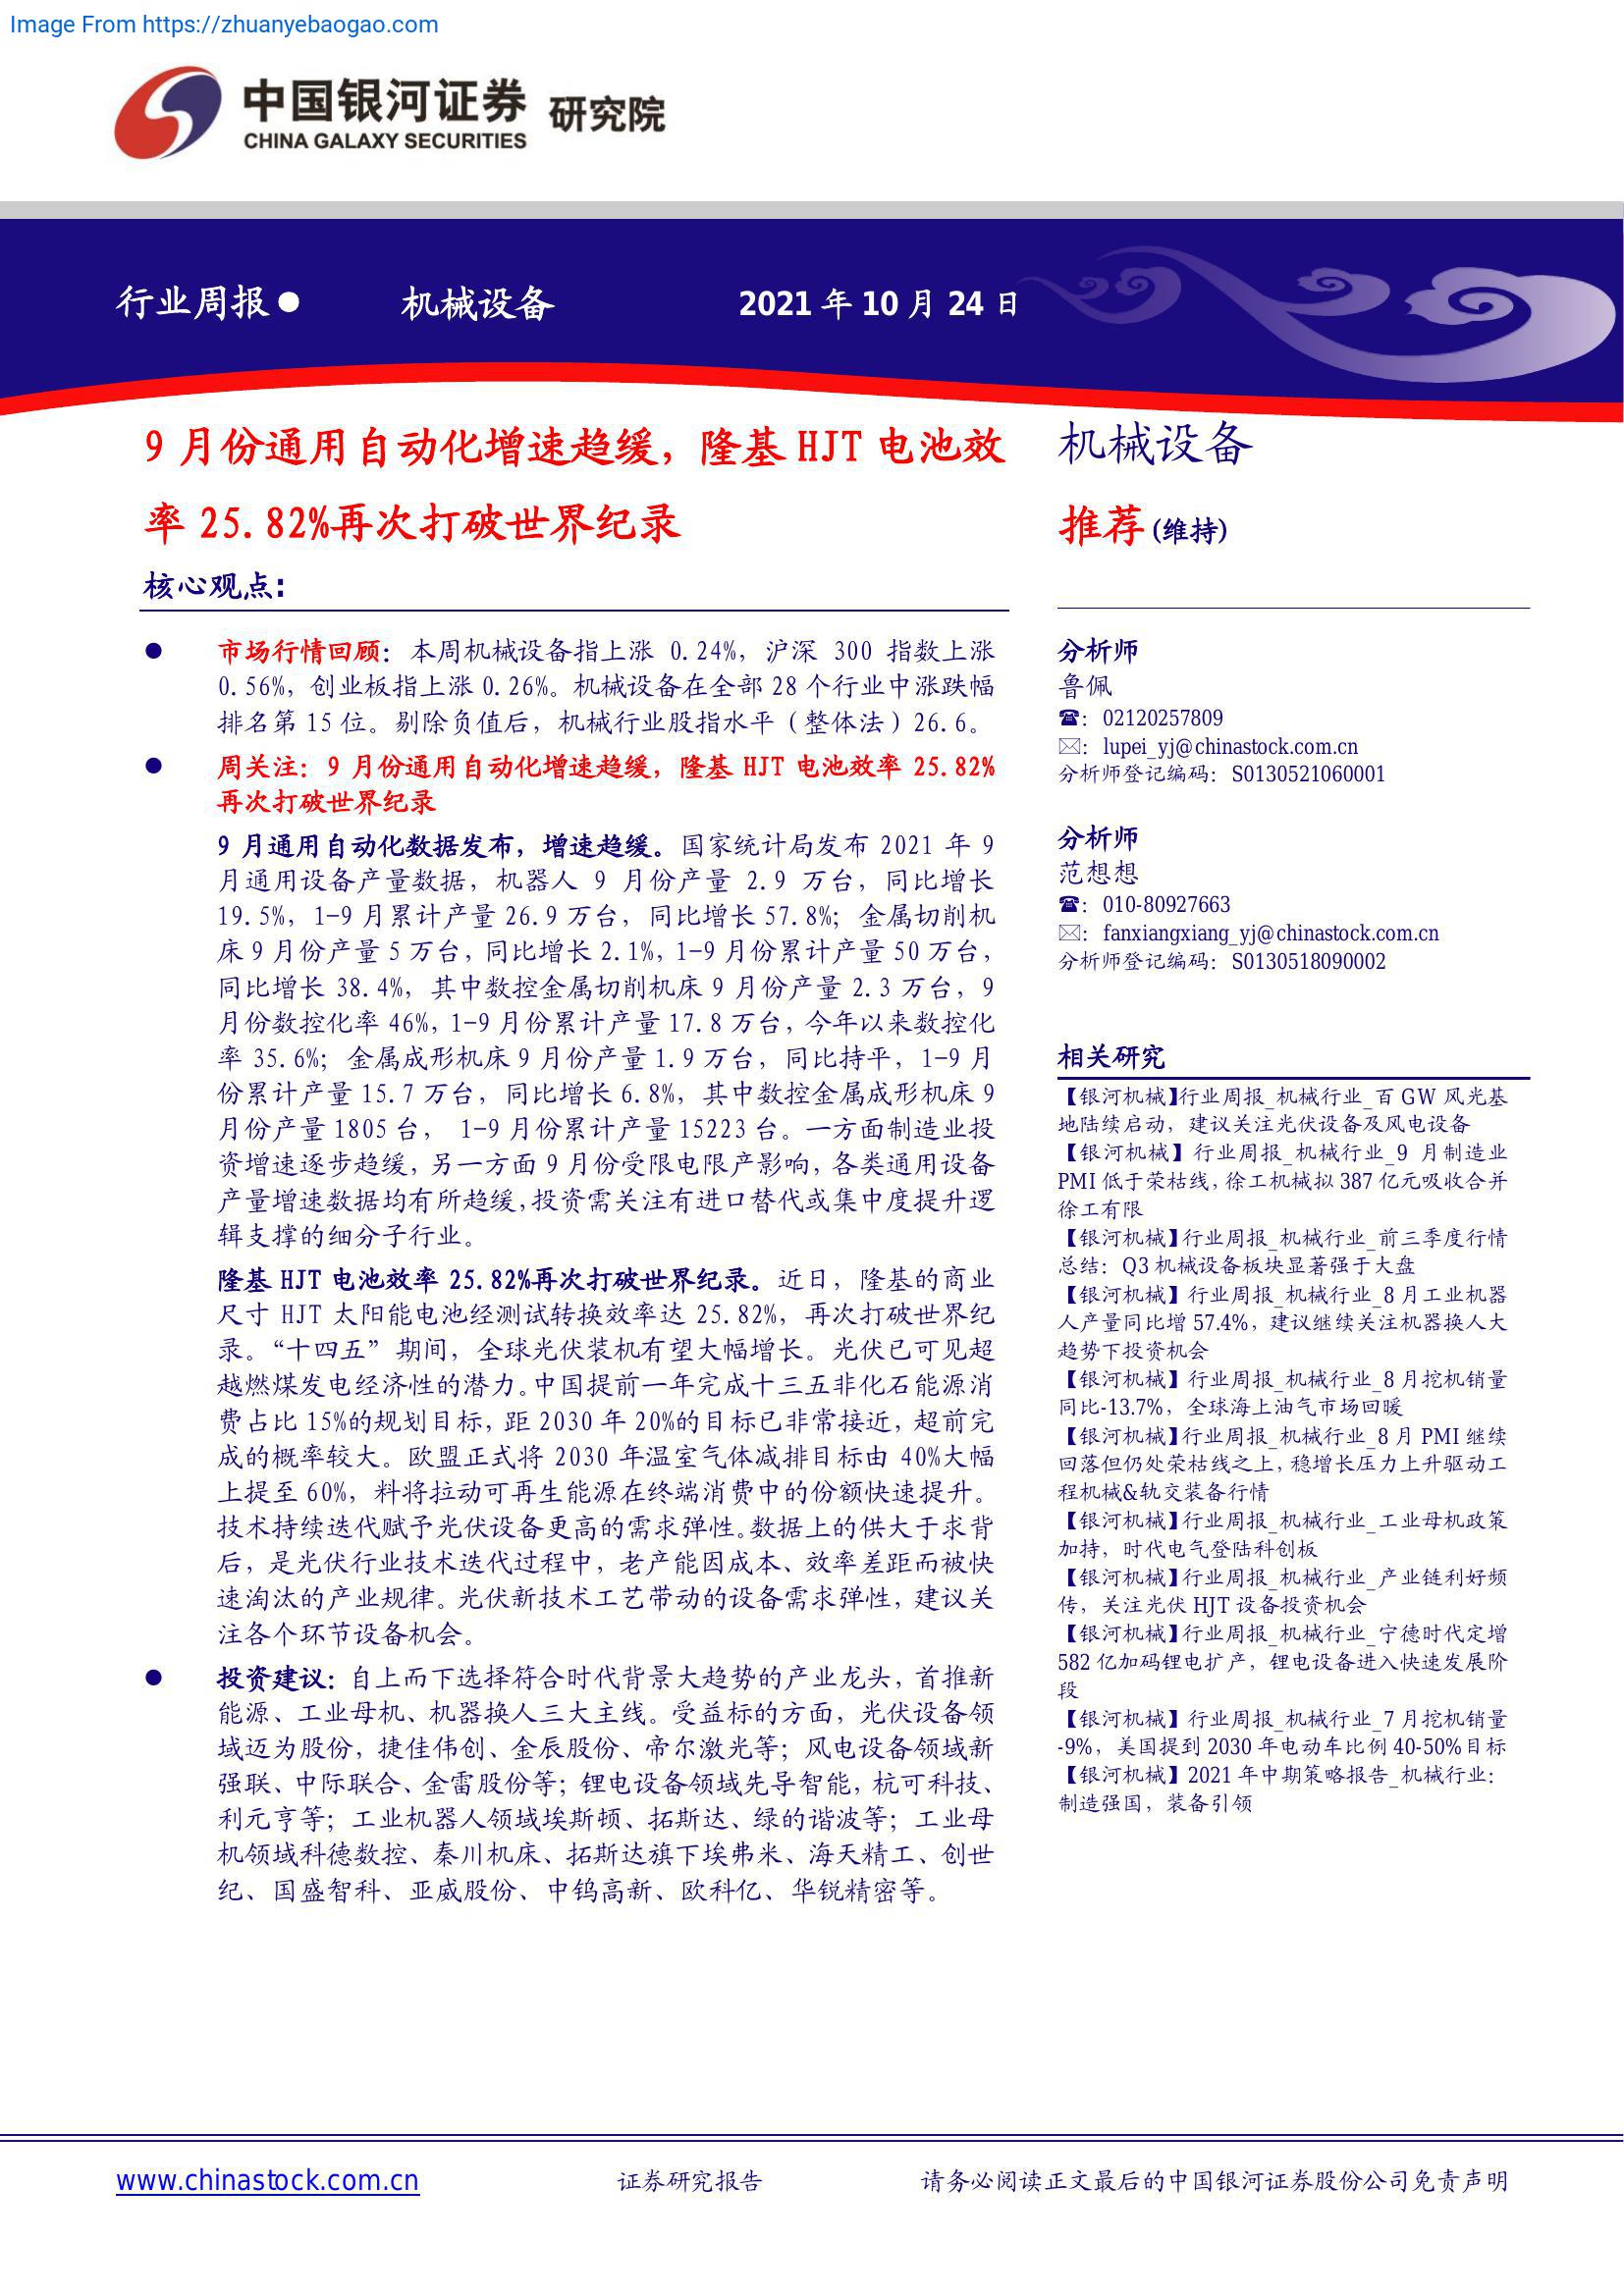 Image From https://zhuanyebaogao.com
中国银河证券 研究院
CHINA GALAXY SECURITIES
行业周报● 机械设备 2021 年 10 月 24 日
9 月份通用自动化增速趋缓，隆基 HJT 电池效
率 25.82%再次打破世界纪录
核心观点：
● 市场行情回顾：本周机械设备指上涨 0.24%，沪深 300 指数上涨
0.56%，创业板指上涨 0.26%。机械设备在全部 28 个行业中涨跌幅
排名第 15 位。剔除负值后，机械行业股指水平（整体法）26.6。
● 周关注：9 月份通用自动化增速趋缓，隆基 HJT 电池效率 25.82%
再次打破世界纪录
9 月通用自动化数据发布，增速趋缓。国家统计局发布 2021 年 9
月通用设备产量数据，机器人 9 月份产量 2.9 万台，同比增长
19.5%，1-9 月累计产量 26.9 万台，同比增长 57.8%；金属切削机
床 9 月份产量 5 万台，同比增长 2.1%，1-9 月份累计产量 50 万台，
同比增长 38.4%，其中数控金属切削机床 9 月份产量 2.3 万台，9
月份数控化率 46%，1-9 月份累计产量 17.8 万台，今年以来数控化
率 35.6%；金属成形机床 9 月份产量 1.9 万台，同比持平，1-9 月
份累计产量 15.7 万台，同比增长 6.8%，其中数控金属成形机床 9
月份产量 1805 台， 1-9 月份累计产量 15223 台。一方面制造业投
资增速逐步趋缓，另一方面 9 月份受限电限产影响，各类通用设备
产量增速数据均有所趋缓，投资需关注有进口替代或集中度提升逻
辑支撑的细分子行业。
隆基 HJT 电池效率 25.82%再次打破世界纪录。近日，隆基的商业
尺寸 HJT 太阳能电池经测试转换效率达 25.82%，再次打破世界纪
录。“十四五”期间，全球光伏装机有望大幅增长。光伏已可见超
越燃煤发电经济性的潜力。中国提前一年完成十三五非化石能源消
费占比 15%的规划目标，距 2030 年 20%的目标已非常接近，超前完
成的概率较大。欧盟正式将 2030 年温室气体减排目标由 40%大幅
上提至 60%，料将拉动可再生能源在终端消费中的份额快速提升。
技术持续迭代赋予光伏设备更高的需求弹性。数据上的供大于求背
后，是光伏行业技术迭代过程中，老产能因成本、效率差距而被快
速淘汰的产业规律。光伏新技术工艺带动的设备需求弹性，建议关
注各个环节设备机会。
● 投资建议：自上而下选择符合时代背景大趋势的产业龙头，首推新
能源、工业母机、机器换人三大主线。受益标的方面，光伏设备领
域迈为股份，捷佳伟创、金辰股份、帝尔激光等；风电设备领域新
强联、中际联合、金雷股份等；锂电设备领域先导智能，杭可科技、
利元亨等；工业机器人领域埃斯顿、拓斯达、绿的谐波等；工业母
机领域科德数控、秦川机床、拓斯达旗下埃弗米、海天精工、创世
纪、国盛智科、亚威股份、中钨高新、欧科亿、华锐精密等。
机械设备
推荐 (维持)
分析师
鲁佩
☎：02120257809
✉：lupei_yj@chinastock.com.cn
分析师登记编码：S0130521060001
分析师
范想想
☎：010-80927663
✉：fanxiangxiang_yj@chinastock.com.cn
分析师登记编码：S0130518090002
相关研究
【银河机械】行业周报_机械行业_百 GW 风光基
地陆续启动，建议关注光伏设备及风电设备
【银河机械】行业周报_机械行业_9 月制造业
PMI 低于荣枯线，徐工机械拟 387 亿元吸收合并
徐工有限
【银河机械】行业周报_机械行业_前三季度行情
总结：Q3 机械设备板块显著强于大盘
【银河机械】行业周报_机械行业_8 月工业机器
人产量同比增 57.4%，建议继续关注机器换人大
趋势下投资机会
【银河机械】行业周报_机械行业_8 月挖机销量
同比-13.7%，全球海上油气市场回暖
【银河机械】行业周报_机械行业_8 月 PMI 继续
回落但仍处荣枯线之上，稳增长压力上升驱动工
程机械&轨交装备行情
【银河机械】行业周报_机械行业_工业母机政策
加持，时代电气登陆科创板
【银河机械】行业周报_机械行业_产业链利好频
传，关注光伏 HJT 设备投资机会
【银河机械】行业周报_机械行业_宁德时代定增
582 亿加码锂电扩产，锂电设备进入快速发展阶
段
【银河机械】行业周报_机械行业_7 月挖机销量
-9%，美国提到 2030 年电动车比例 40-50%目标
【银河机械】2021 年中期策略报告_机械行业：
制造强国，装备引领
www.chinastock.com.cn 证券研究报告 请务必阅读正文最后的中国银河证券股份公司免责声明